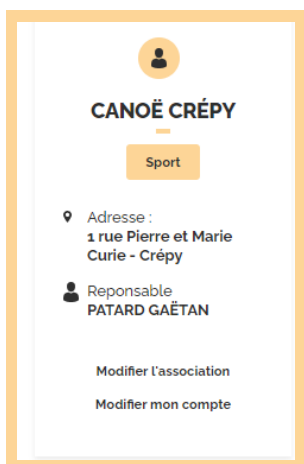 CANOË CRÉPY
Sport
Adresse :
1 rue Pierre et Marie
Curie - Crépy
Reponsable
PATARD GAËTAN
Modifier l'association
Modifier mon compte